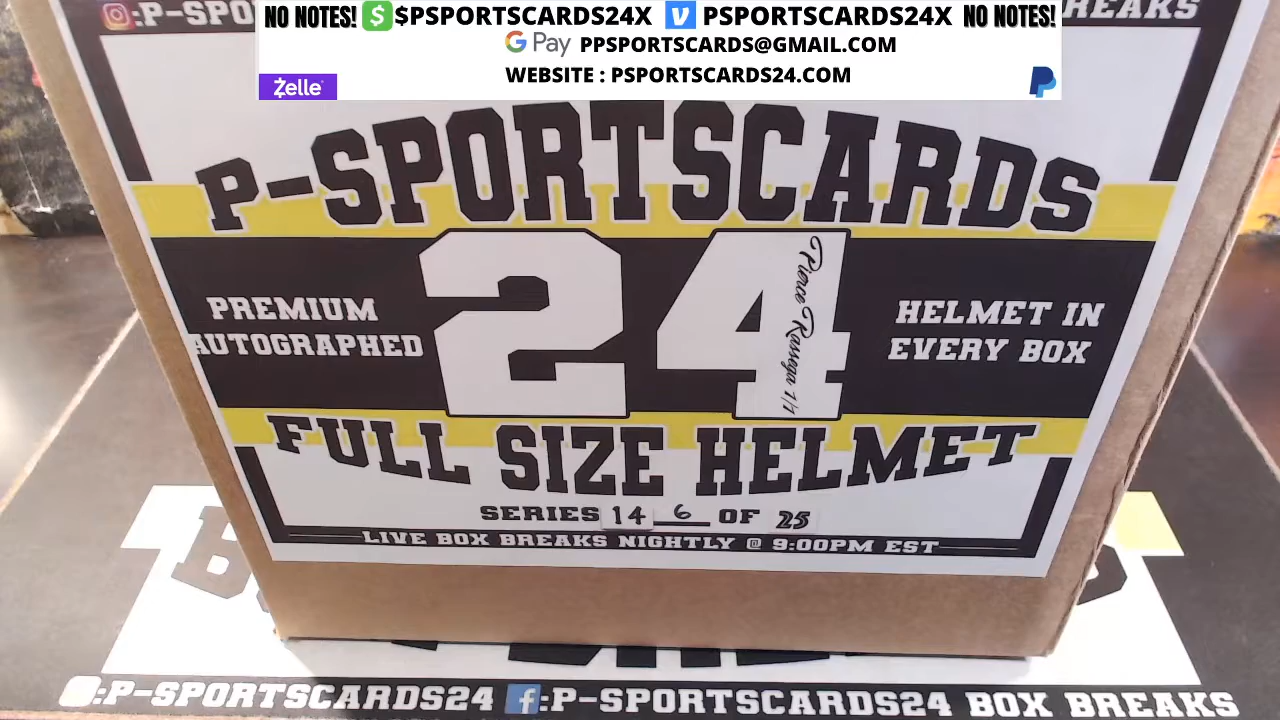 :P-SPO
REAKS
NO NOTES! $ $PSPORTSCARDS24X V PSPORTSCARDS24X NO NOTES!
G Pay PPSPORTSCARDS@GMAIL.COM
WEBSITE : PSPORTSCARDS24.COM
Zelle
P-SPORTSCARDS
24
PREMIUM
AUTOGRAPHED
HELMET IN
EVERY BOX
FULL SIZE HELMET
SERIES 14 6 OF 25
LIVE BOX BREAKS NIGHTLY @ 9:00PM EST
:P-SPORTSCARDS24 f:P-SPORTSCARDS24 BOX BREAKS